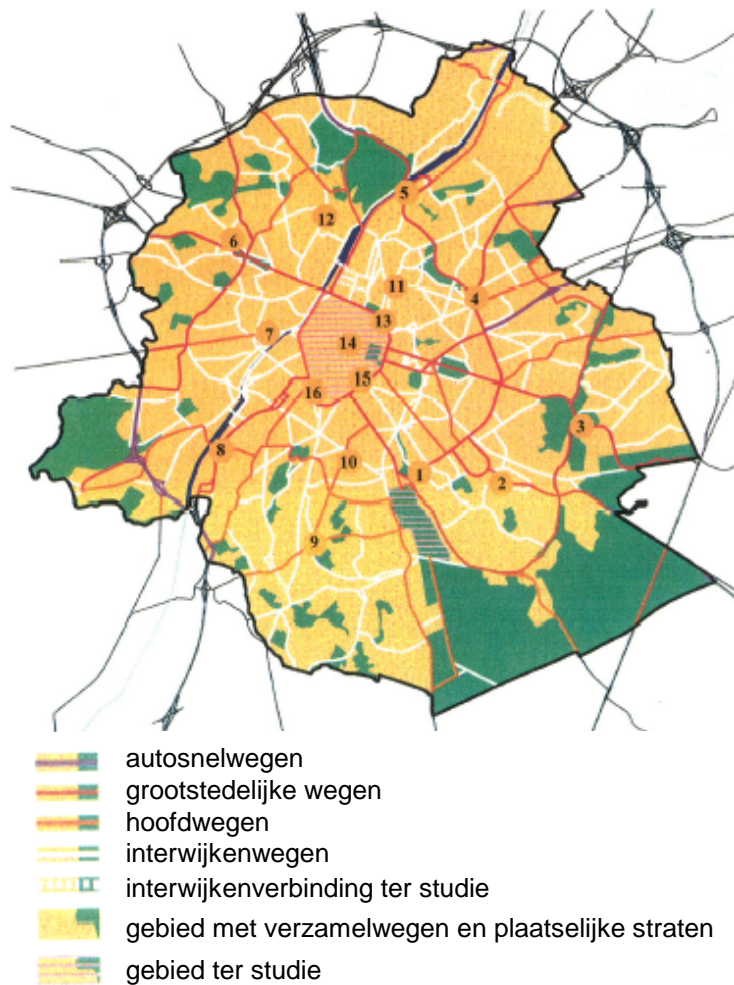 5
12
6
11
4
13
7
14
15
16
3
8
10
1
2
9
autosnelwegen
grootstedelijke wegen
hoofdwegen
interwijkenwegen
interwijkenverbinding ter studie
gebied met verzamelwegen en plaatselijke straten
gebied ter studie